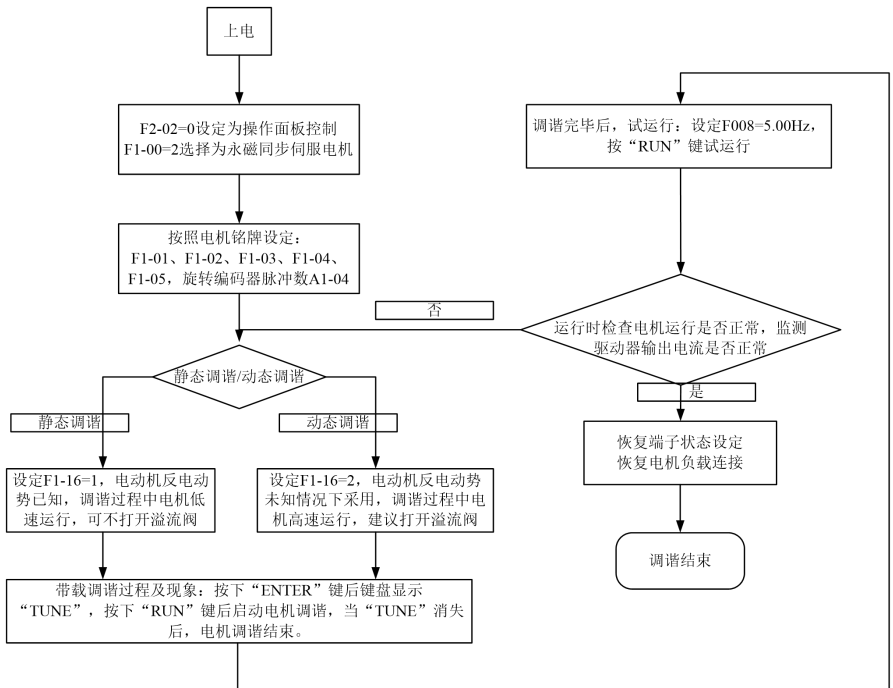 上电
F2-02=0设定为操作面板控制
F1-00=2选择为永磁同步伺服电机
按照电机铭牌设定：
F1-01、F1-02、F1-03、F1-04、
F1-05，旋转编码器脉冲数A1-04
静态调谐/动态调谐
静态调谐
动态调谐
设定F1-16=1，电动机反电动
势已知，调谐过程中电机低
速运行，可不打开溢流阀
设定F1-16=2，电动机反电动势
未知情况下采用，调谐过程中电
机高速运行，建议打开溢流阀
带载调谐过程及现象：按下“ENTER”键后键盘显示
“TUNE”，按下“RUN”键后启动电机调谐，当“TUNE”消失
后，电机调谐结束。
调谐完毕后，试运行：设定F008=5.00Hz，
按“RUN”键试运行
运行时检查电机运行是否正常，监测
驱动器输出电流是否正常
否
是
恢复端子状态设定
恢复电机负载连接
调谐结束